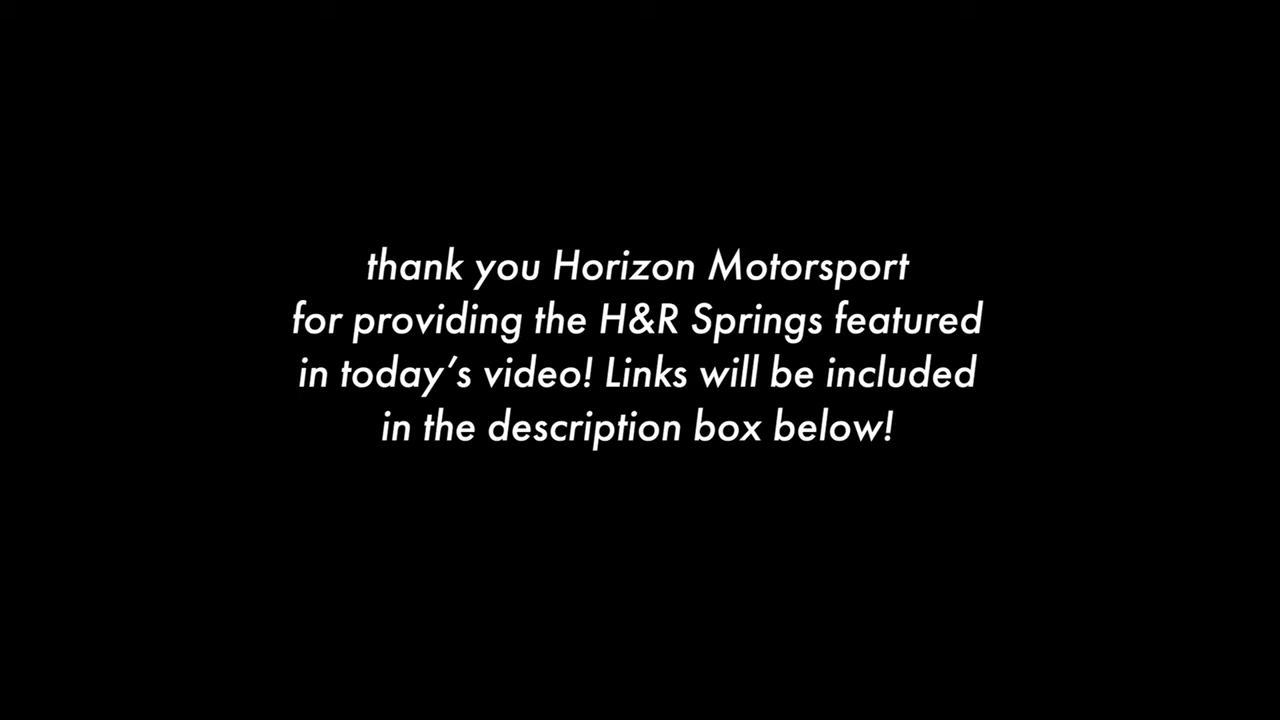 thank you Horizon Motorsport
for providing the H&R Springs featured
in today’s video! Links will be included
in the description box below!